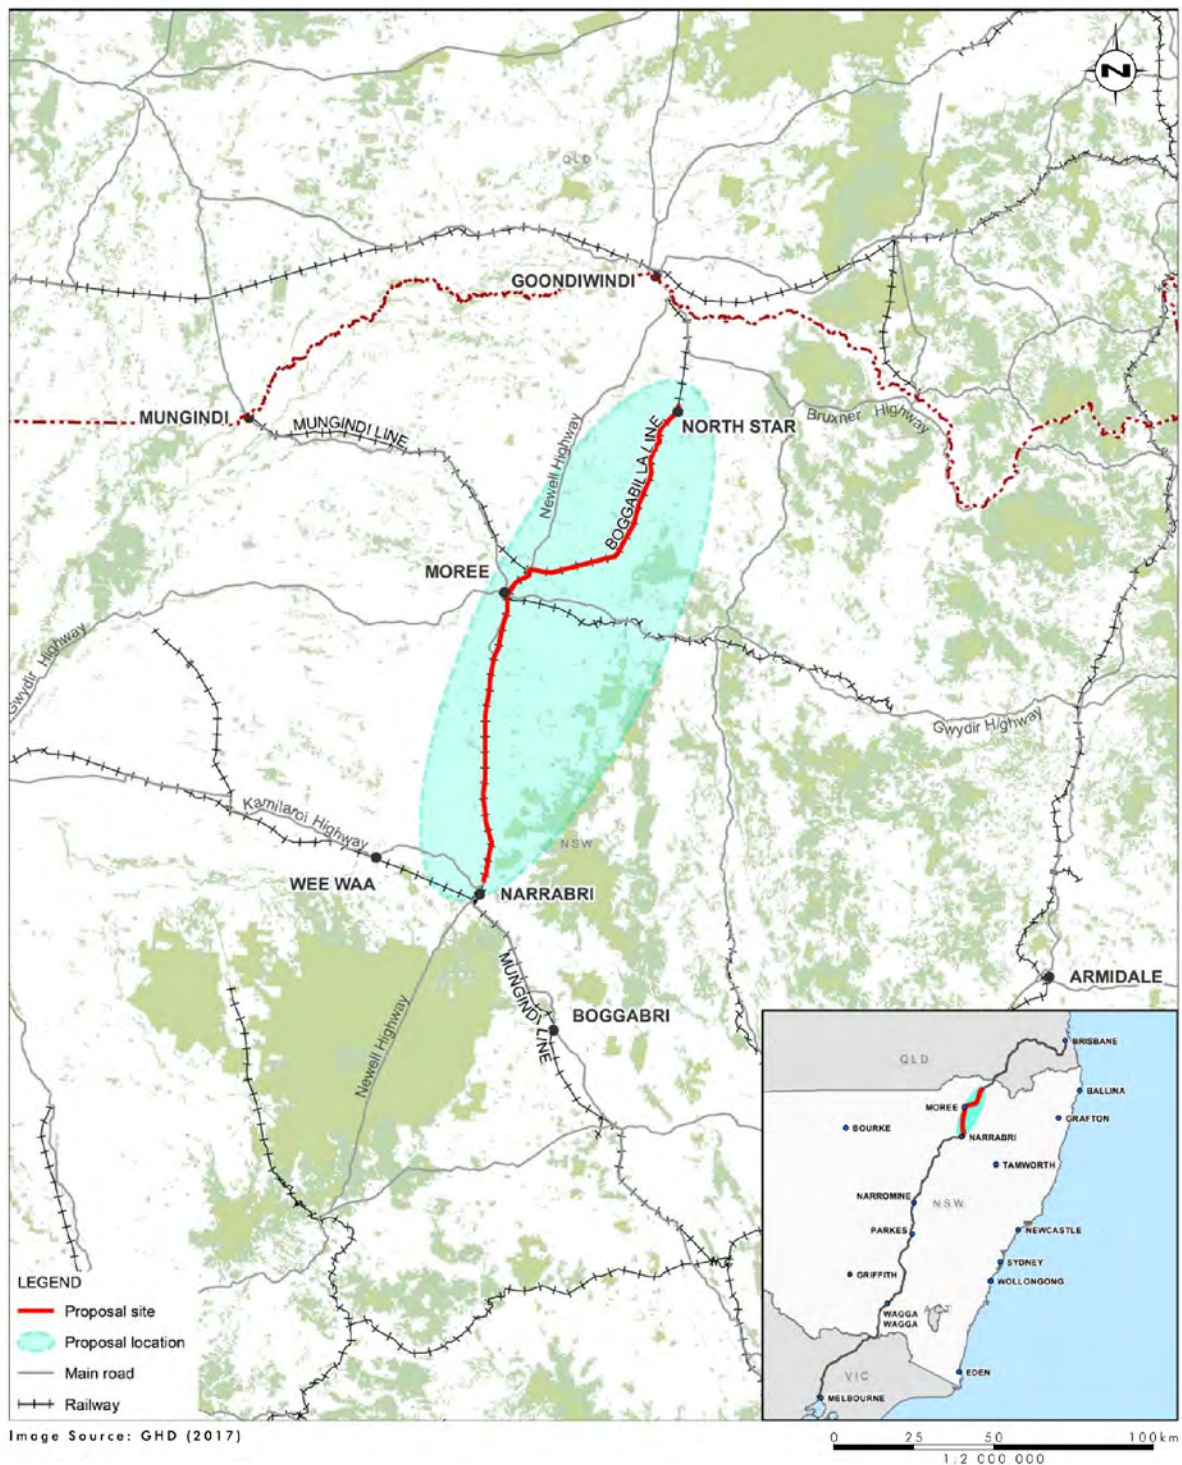 N
QLD
GOONDIWINDI
MUNGINDI
MUNGINDI LINE
Newell Highway
BOGGABILLA LINE
NORTH STAR
Bruxner Highway
MOREE
Gwydir Highway
Gwydir Highway
Kamilaroi Highway
NSW
WEE WAA
NARRABRI
MUNGINDI LINE
Newell Highway
BOGGABRI
ARMIDALE
LEGEND
Proposal site
Proposal location
Main road
Railway
QLD
BRISBANE
BALLINA
MOREE
GRAFTON
BOURKE
NARRABRI
TAMWORTH
NARROMINE
NSW
PARKES
NEWCASTLE
SYDNEY
GRIFFITH
WOLLONGONG
WAGGA
WAGGA
ACT
VIC
EDEN
MELBOURNE
Image Source: GHD (2017)
0 25 50 100km
1:2 000 000